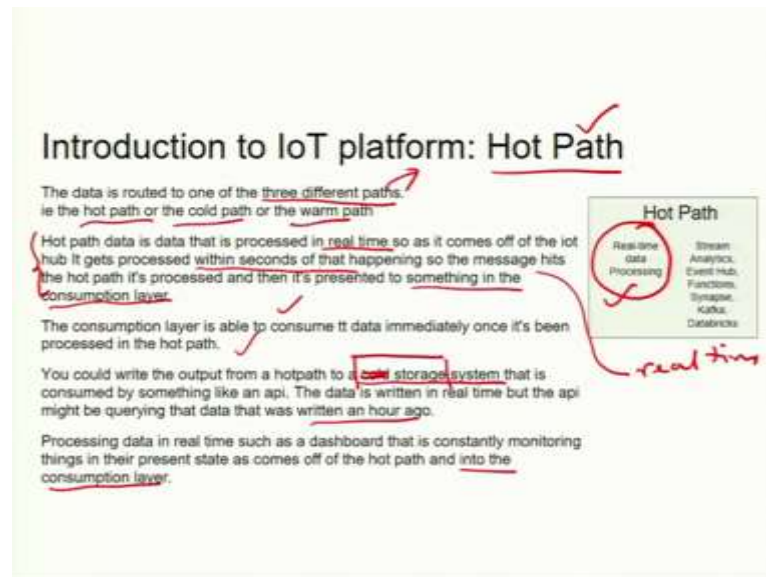 Introduction to IoT platform: Hot Path
The data is routed to one of the three different paths.
ie the hot path or the cold path or the warm path
Hot path data is data that is processed in real time so as it comes off of the iot
hub It gets processed within seconds of that happening so the message hits
the hot path it's processed and then it's presented to something in the
consumption layer.
The consumption layer is able to consume tt data immediately once it's been
processed in the hot path.
You could write the output from a hotpath to a cold storage system that is
consumed by something like an api. The data is written in real time but the api
might be querying that data that was written an hour ago.
Processing data in real time such as a dashboard that is constantly monitoring
things in their present state as comes off of the hot path and into the
consumption layer.
Hot Path
Real-time
data
Processing
Stream
Analytics,
Event Hub,
Functions,
Synapse,
Kafka,
Databricks
real time